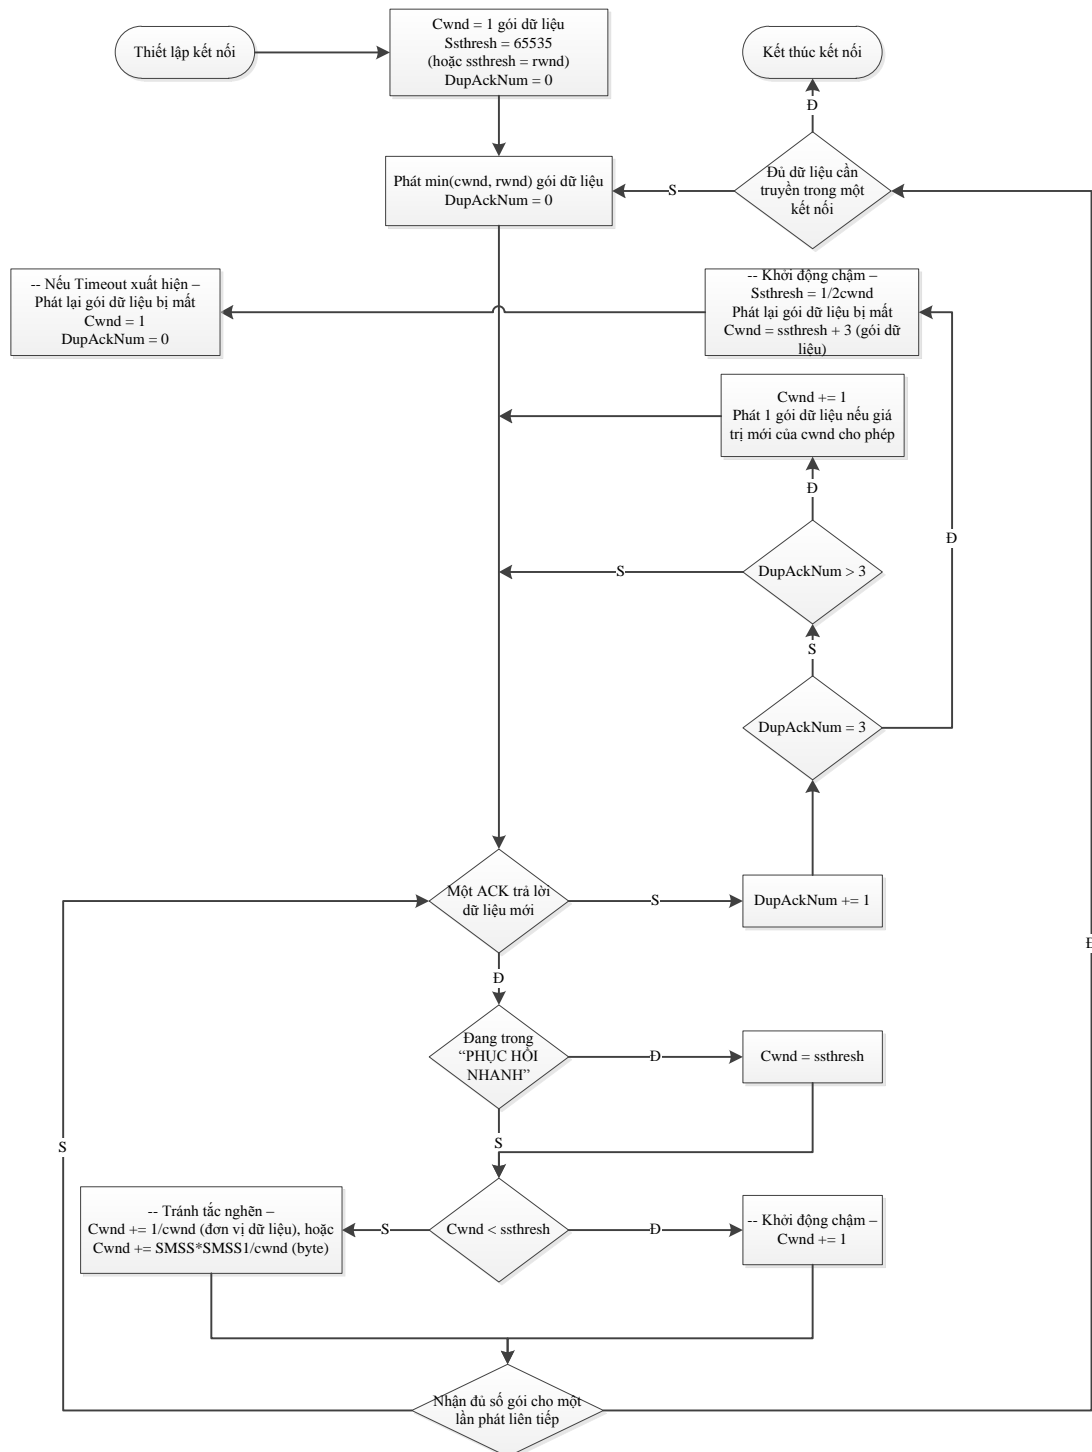 Thiết lập kết nối
Cwnd = 1 gói dữ liệu
Ssthresh = 65535
(hoặc ssthresh = rwnd)
DupAckNum = 0
Kết thúc kết nối
Đ
Phát min(cwnd, rwnd) gói dữ liệu
DupAckNum = 0
S
Đủ dữ liệu cần
truyền trong một
kết nối
-- Nếu Timeout xuất hiện –
Phát lại gói dữ liệu bị mất
Cwnd = 1
DupAckNum = 0
-- Khởi động chậm –
Ssthresh = 1/2cwnd
Phát lại gói dữ liệu bị mất
Cwnd = ssthresh + 3 (gói dữ
liệu)
Cwnd += 1
Phát 1 gói dữ liệu nếu giá
trị mới của cwnd cho phép
Đ
Đ
S
DupAckNum > 3
S
DupAckNum = 3
Một ACK trả lời
dữ liệu mới
S
DupAckNum += 1
Đ
Đ
Đang trong
“PHỤC HỒI
NHANH”
Đ
Cwnd = ssthresh
S
S
-- Tránh tắc nghẽn –
Cwnd += 1/cwnd (đơn vị dữ liệu), hoặc
Cwnd += SMSS*SMSS1/cwnd (byte)
S
Cwnd < ssthresh
Đ
-- Khởi động chậm –
Cwnd += 1
Nhận đủ số gói cho một
lần phát liên tiếp